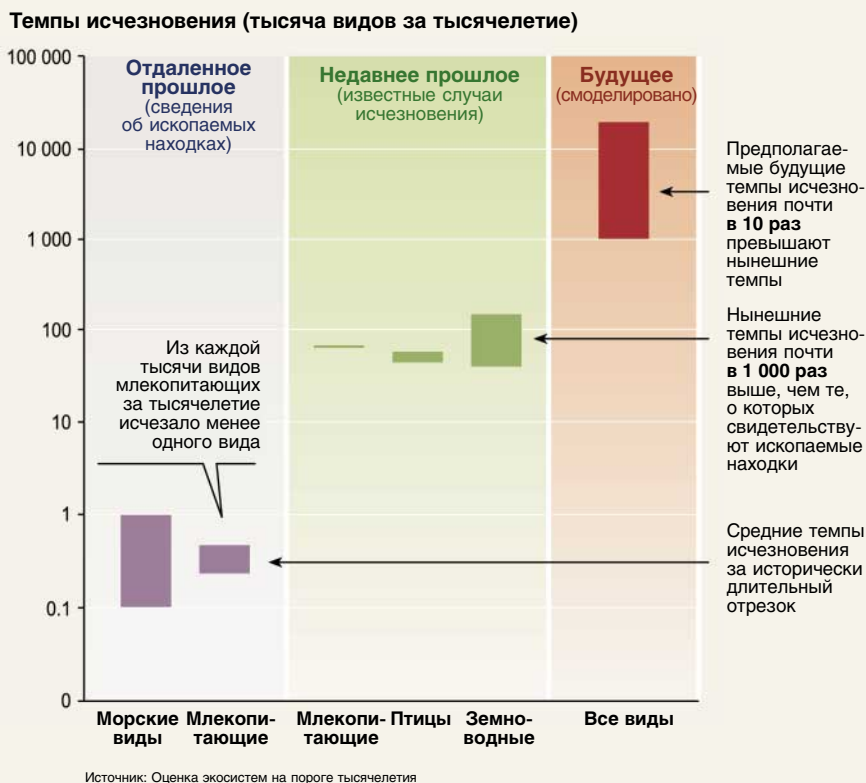 Темпы исчезновения (тысяча видов за тысячелетие)
100 000
10 000
1 000
100
10
1
0.1
0
Отдаленное
прошлое
(сведения
об ископаемых
находках)
Недавнее прошлое
(известные случаи
исчезновения)
Будущее
(смоделировано)
Из каждой
тысячи видов
млекопитающих
за тысячелетие
исчезало менее
одного вида
Предполагае-
мые будущие
темпы исчезно-
вения почти
в 10 раз
превышают
нынешние
темпы
Нынешние
темпы исчезно-
вения почти
в 1 000 раз
выше, чем те,
о которых
свидетельству-
ют ископаемые
находки
Средние темпы
исчезновения
за исторически
длительный
отрезок
Морские
виды
Млекопи-
тающие
Млекопи-
тающие
Птицы
Земно-
водные
Все виды
Источник: Оценка экосистем на пороге тысячелетия